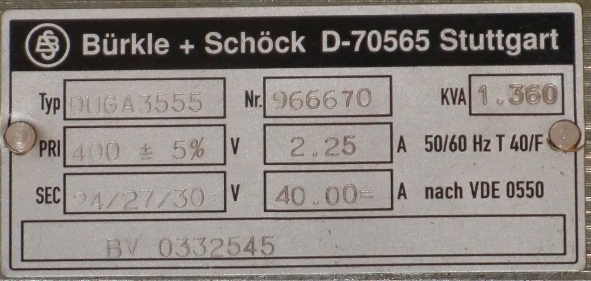 BS Bürkle + Schöck D-70565 Stuttgart
Typ DUGA3555 Nr. 966670 KVA 1.360
PRI 400 ± 5% V 2.25 A 50/60 Hz T 40/F
SEC 24/27/30 V 40.00= A nach VDE 0550
BV 0332545